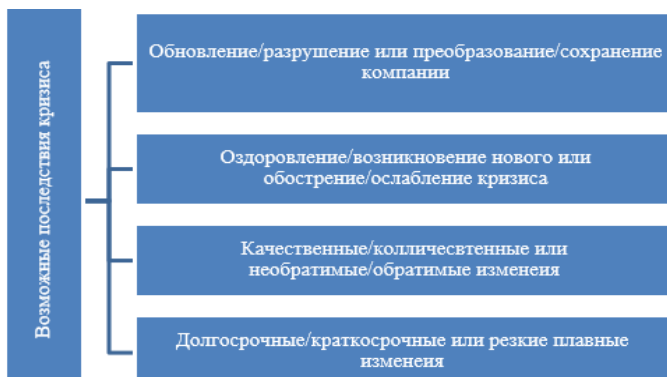 Возможные последствия кризиса
Обновление/разрушение или преобразование/сохранение
компании
Оздоровление/возникновение нового или
обострение/ослабление кризиса
Качественные/колличесвтенные или
необратимые/обратимые изменеия
Долгосрочные/краткосрочные или резкие плавные
изменеия